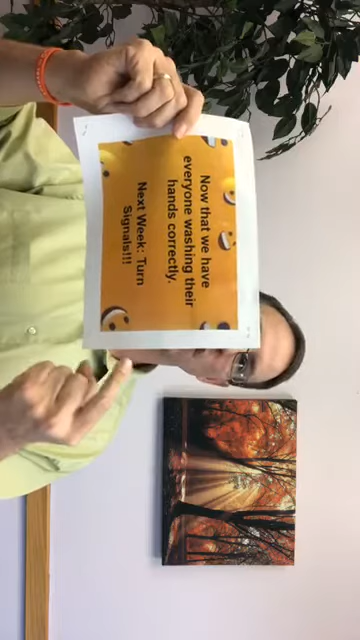 Now that we have
everyone washing their
hands correctly.
Next Week: Turn
Signals!!!